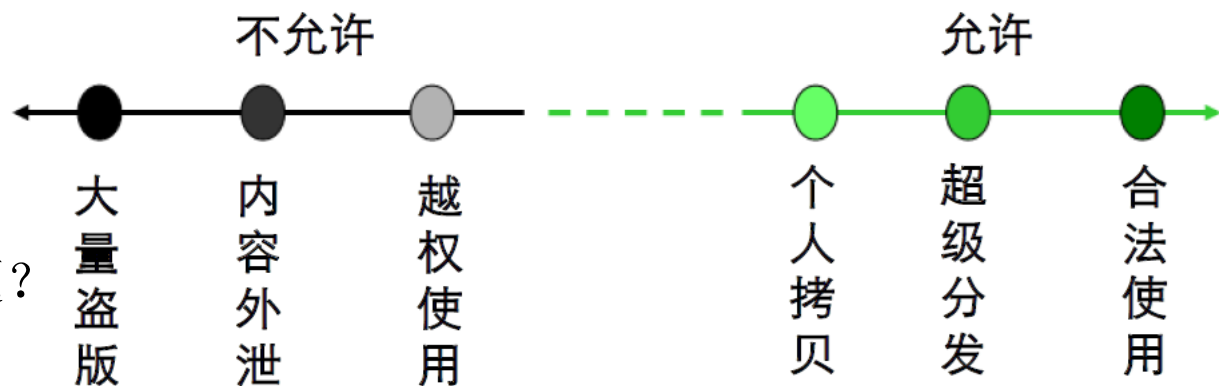 不允许
允许
大量盗版
内容外泄
越权使用
个人拷贝
超级分发
合法使用
?